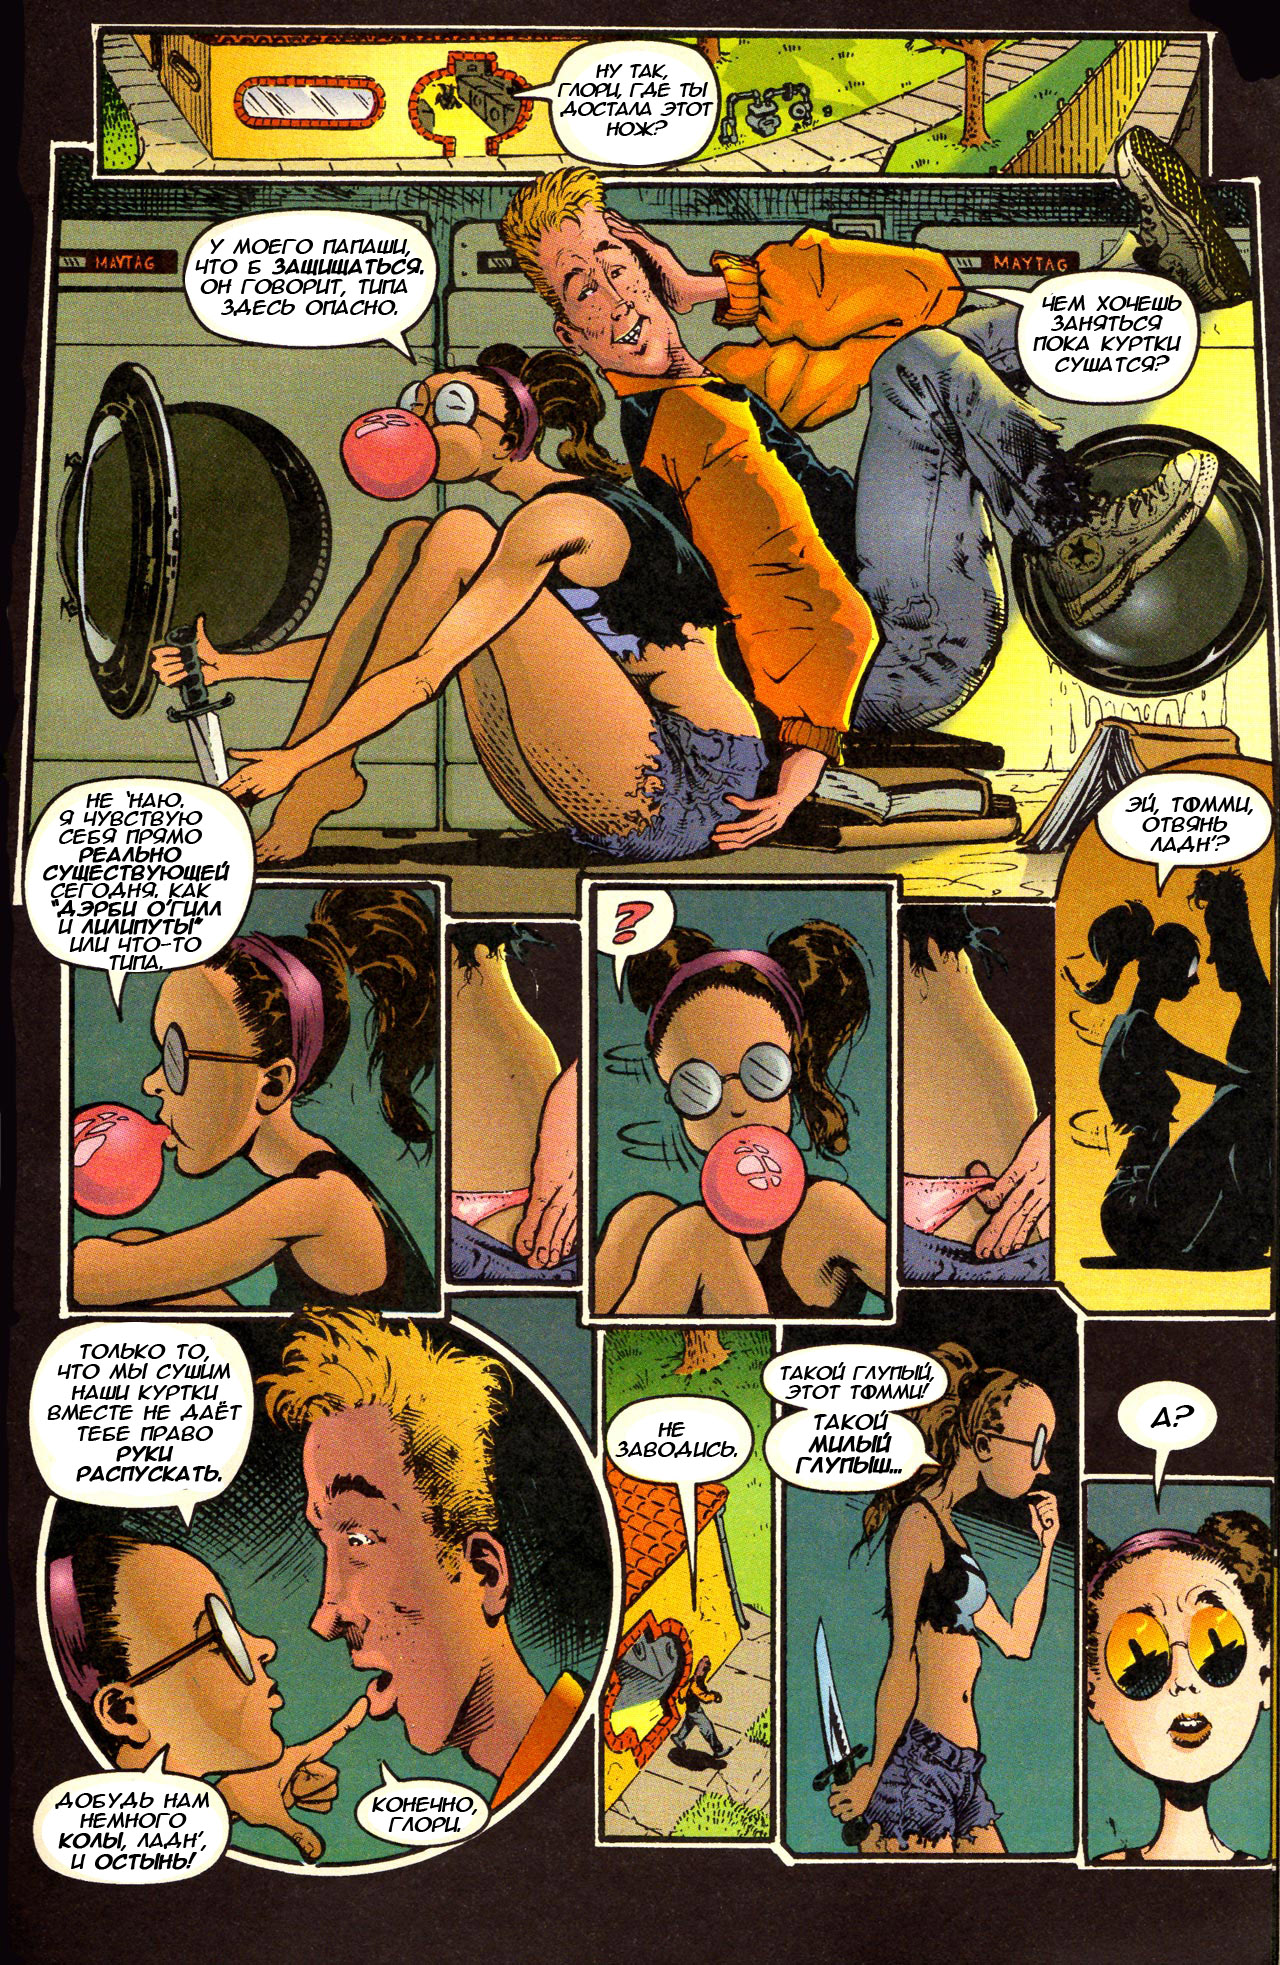 НУ ТАК,
ГЛОРИ, ГДЕ ТЫ
ДОСТАЛА ЭТОТ
НОЖ?
У МОЕГО ПАПАШИ,
ЧТО Б ЗАЩИЩАТЬСЯ.
ОН ГОВОРИТ, ТИПА
ЗДЕСЬ ОПАСНО.
MAYTAG
MAYTAG
ЧЕМ ХОЧЕШЬ
ЗАНЯТЬСЯ
ПОКА КУРТКИ
СУШАТСЯ?
НЕ 'НАЮ.
Я ЧУВСТВУЮ
СЕБЯ ПРЯМО
РЕАЛЬНО
СУЩЕСТВУЮЩЕЙ
СЕГОДНЯ. КАК
"ДЭРБИ О'ГИЛЛ
И ЛИЛИПУТЫ"
ИЛИ ЧТО-ТО
ТИПА.
?
ЭЙ, ТОММИ,
ОТВЯНЬ
ЛАДН'?
ТОЛЬКО ТО,
ЧТО МЫ СУШИМ
НАШИ КУРТКИ
ВМЕСТЕ НЕ ДАЁТ
ТЕБЕ ПРАВО
РУКИ
РАСПУСКАТЬ.
ДОБУДЬ НАМ
НЕМНОГО
КОЛЫ, ЛАДН',
И ОСТЫНЬ!
КОНЕЧНО,
ГЛОРИ.
НЕ
ЗАВОДИСЬ.
ТАКОЙ ГЛУПЫЙ,
ЭТОТ ТОММИ!
ТАКОЙ
МИЛЫЙ
ГЛУПЫШ...
А?